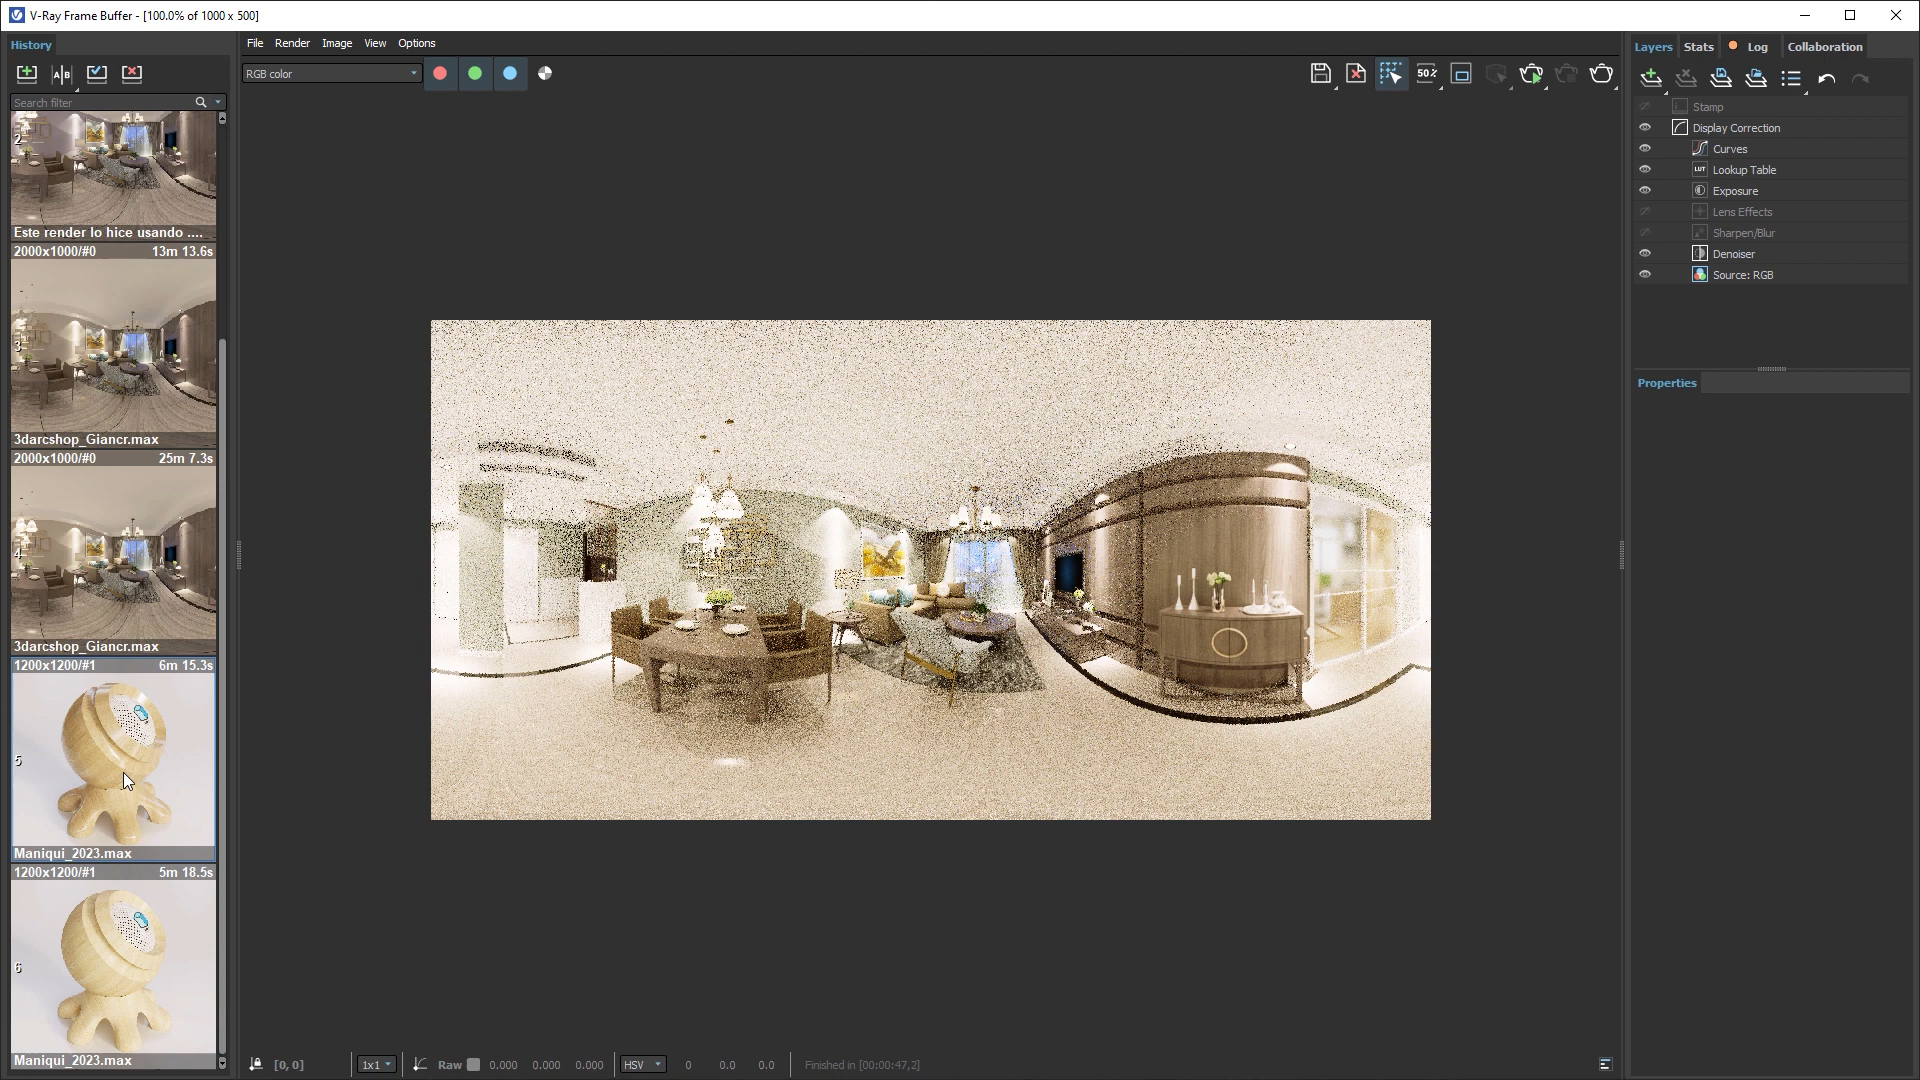 V-Ray Frame Buffer - [100.0% of 1000 x 500]
History
File Render Image View Options
Layers Stats Log Collaboration
A B
RGB color
50%
Search filter
Stamp
Display Correction
Curves
LUT Lookup Table
Exposure
Lens Effects
Sharpen/Blur
Denoiser
Source: RGB
Properties
2
Este render lo hice usando ....
2000x1000/#0 13m 13.6s
3
3darcshop_Giancr.max
2000x1000/#0 25m 7.3s
4
3darcshop_Giancr.max
1200x1200/#1 6m 15.3s
5
Maniqui_2023.max
1200x1200/#1 5m 18.5s
6
Maniqui_2023.max
[0, 0] 1x1 Raw 0.000 0.000 0.000 HSV 0 0.0 0.0 Finished in [00:00:47,2]